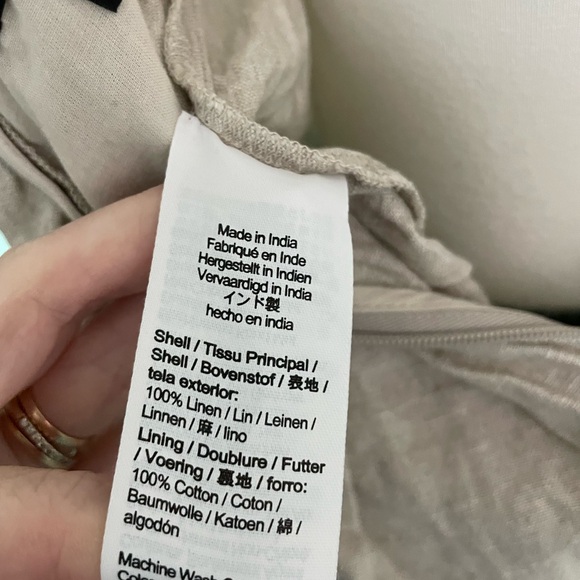 Made in India
Fabriqué en Inde
Hergestellt in Indien
Vervaardigd in India
インド製
hecho en india
Shell / Tissu Principal /
Shell / Bovenstof / 表地 /
tela exterior:
100% Linen / Lin / Leinen /
Linnen / 麻 / lino
Lining / Doublure / Futter
/ Voering / 裏地 / forro:
100% Cotton / Coton /
Baumwolle / Katoen / 綿 /
algodón
Machine Wash